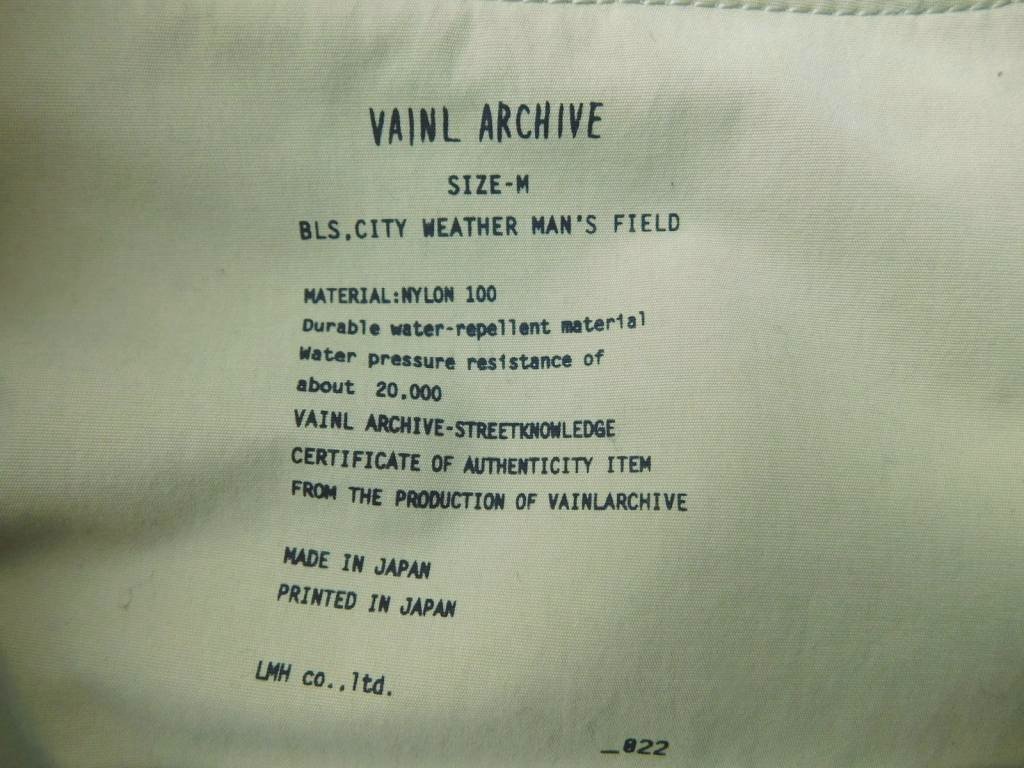 VAINL ARCHIVE
SIZE-M
BLS.CITY WEATHER MAN'S FIELD
MATERIAL:NYLON 100
Durable water-repellent material
Water pressure resistance of
about 20.000
VAINL ARCHIVE-STREETKNOWLEDGE
CERTIFICATE OF AUTHENTICITY ITEM
FROM THE PRODUCTION OF VAINLARCHIVE
MADE IN JAPAN
PRINTED IN JAPAN
LMH co.,ltd.
_022